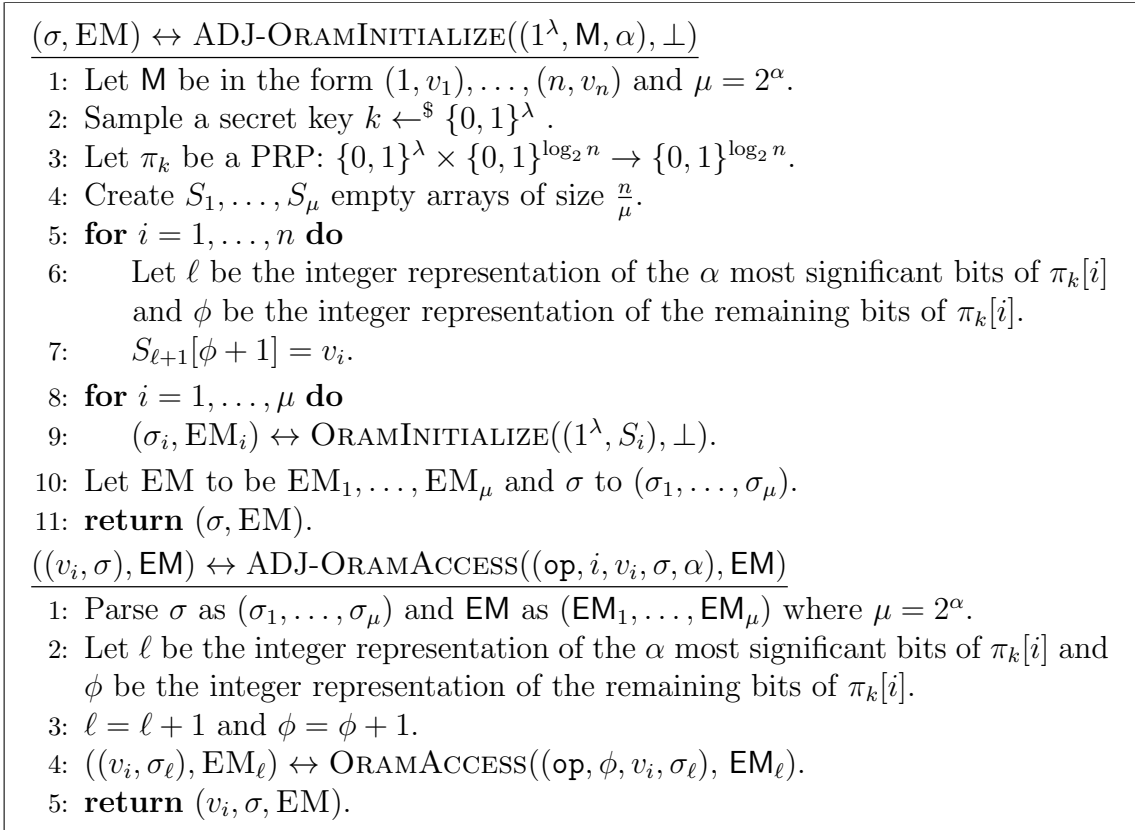 (σ, EM) ↔ ADJ-ORAMINITIALIZE((1^λ, M, α), ⊥)
1: Let M be in the form (1, v_1), . . . , (n, v_n) and μ = 2^α.
2: Sample a secret key k ←^$ {0, 1}^λ .
3: Let π_k be a PRP: {0, 1}^λ × {0, 1}^{log_2 n} → {0, 1}^{log_2 n}.
4: Create S_1, . . . , S_μ empty arrays of size n/μ.
5: for i = 1, . . . , n do
6: Let ℓ be the integer representation of the α most significant bits of π_k[i]
and φ be the integer representation of the remaining bits of π_k[i].
7: S_{ℓ+1}[φ + 1] = v_i.
8: for i = 1, . . . , μ do
9: (σ_i, EM_i) ↔ ORAMINITIALIZE((1^λ, S_i), ⊥).
10: Let EM to be EM_1, . . . , EM_μ and σ to (σ_1, . . . , σ_μ).
11: return (σ, EM).
((v_i, σ), EM) ↔ ADJ-ORAMACCESS((op, i, v_i, σ, α), EM)
1: Parse σ as (σ_1, . . . , σ_μ) and EM as (EM_1, . . . , EM_μ) where μ = 2^α.
2: Let ℓ be the integer representation of the α most significant bits of π_k[i] and
φ be the integer representation of the remaining bits of π_k[i].
3: ℓ = ℓ + 1 and φ = φ + 1.
4: ((v_i, σ_ℓ), EM_ℓ) ↔ ORAMACCESS((op, φ, v_i, σ_ℓ), EM_ℓ).
5: return (v_i, σ, EM).